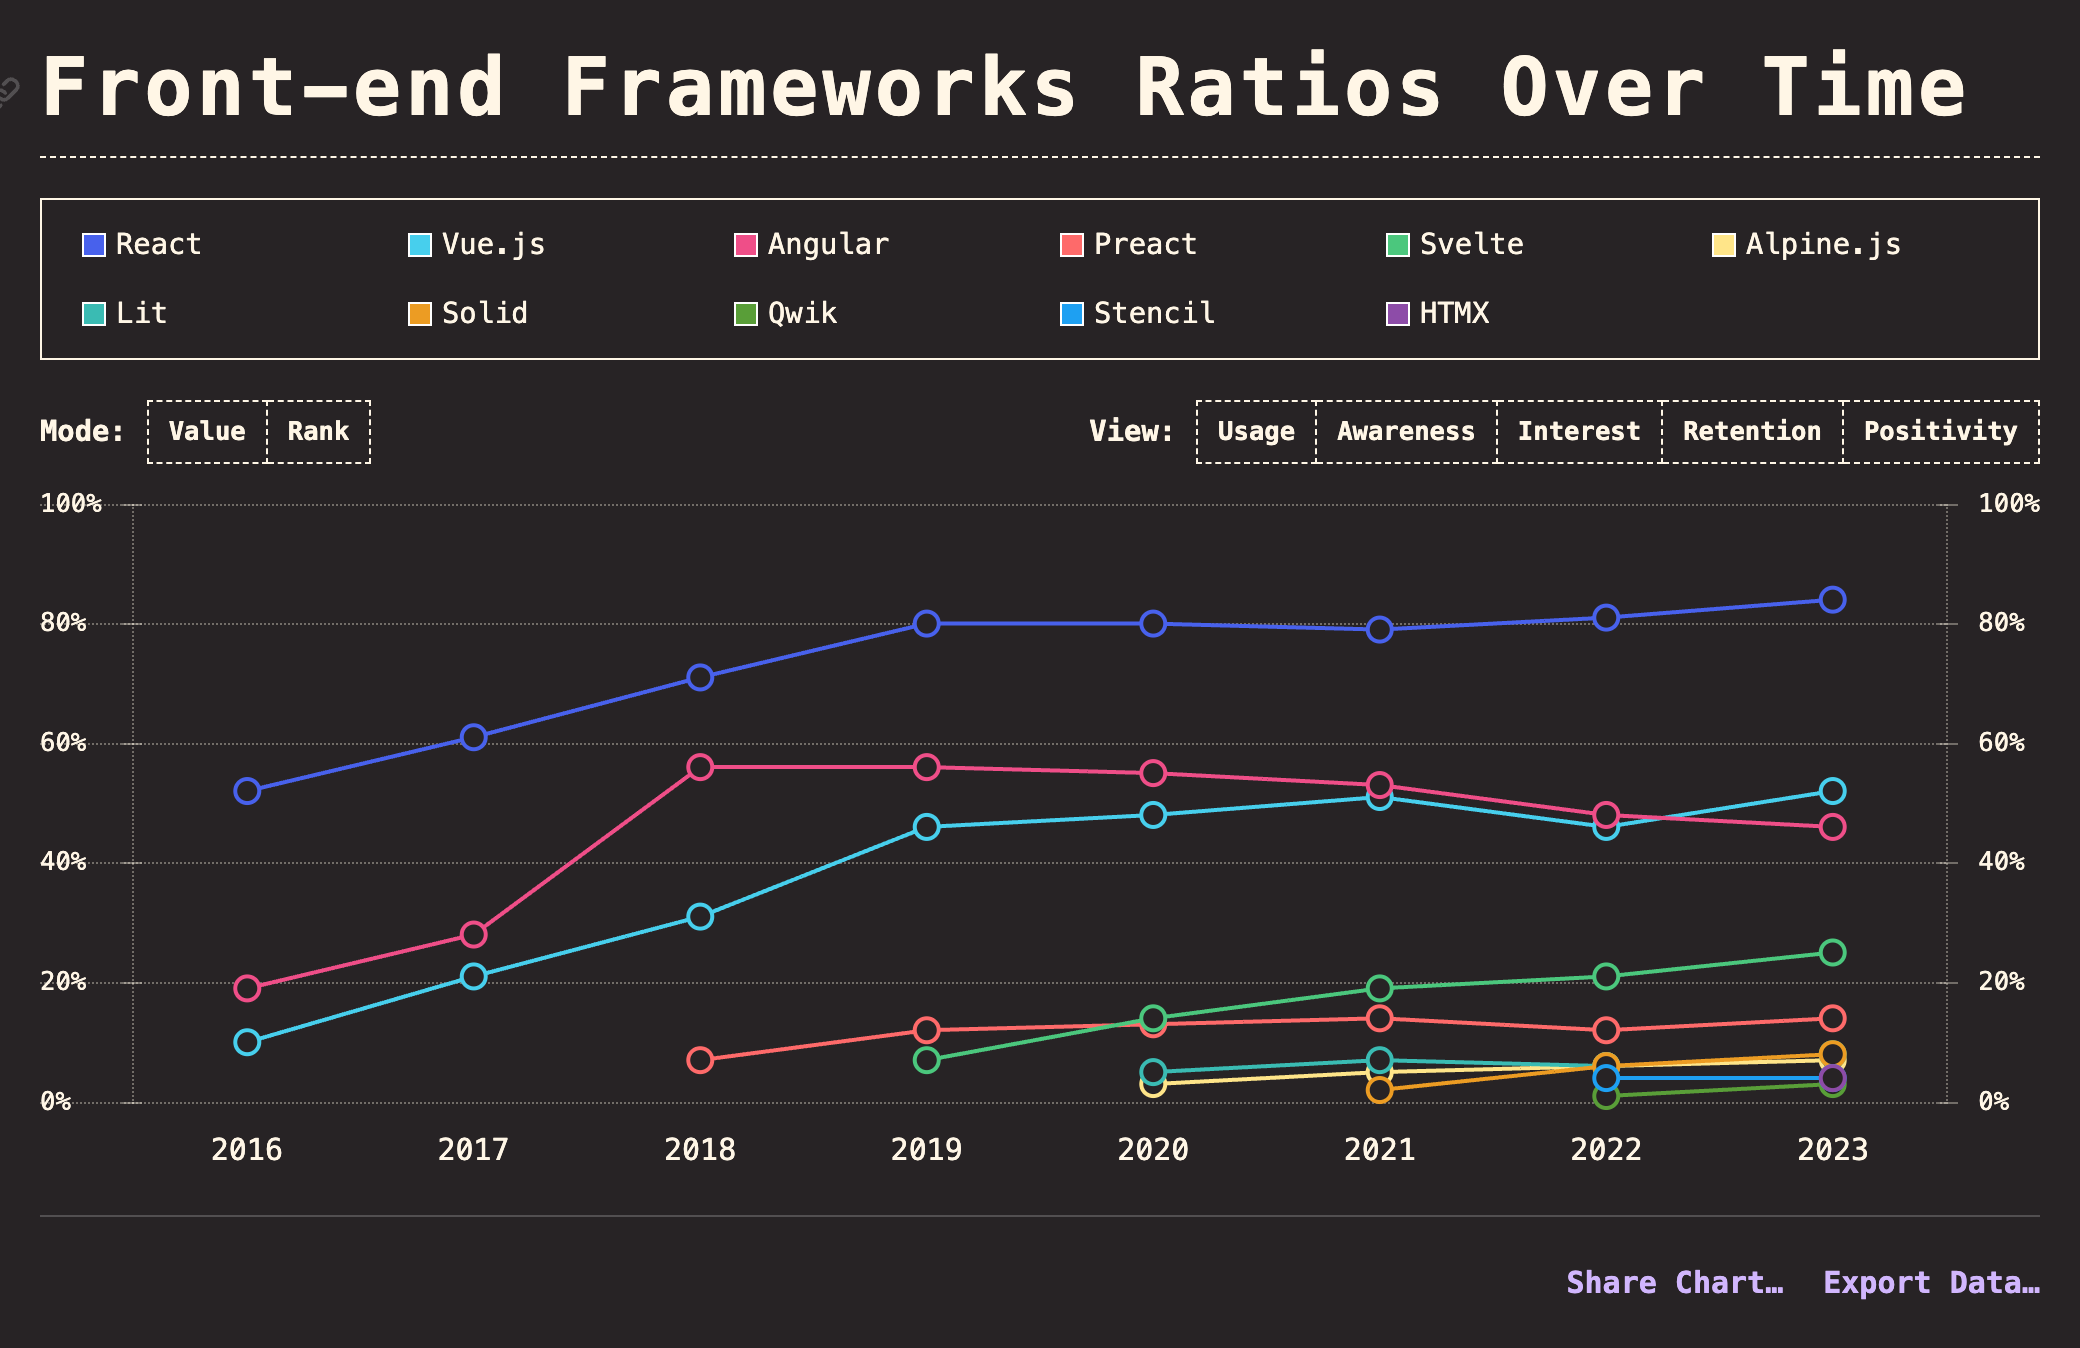 Front-end Frameworks Ratios Over Time
React Vue.js Angular Preact Svelte Alpine.js
Lit Solid Qwik Stencil HTMX
Mode: Value Rank View: Usage Awareness Interest Retention Positivity
100% 100%
80% 80%
60% 60%
40% 40%
20% 20%
0% 0%
2016 2017 2018 2019 2020 2021 2022 2023
Share Chart… Export Data…